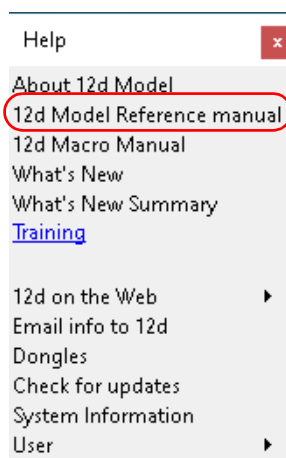 Help
x
About 12d Model
12d Model Reference manual
12d Macro Manual
What's New
What's New Summary
Training
12d on the Web
Email info to 12d
Dongles
Check for updates
System Information
User